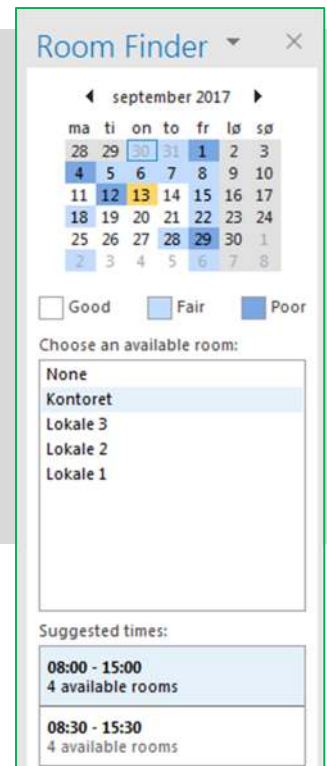 Room Finder
september 2017
ma ti on to fr lø sø
28 29 30 31 1 2 3
4 5 6 7 8 9 10
11 12 13 14 15 16 17
18 19 20 21 22 23 24
25 26 27 28 29 30 1
2 3 4 5 6 7 8
Good Fair Poor
Choose an available room:
None
Kontoret
Lokale 3
Lokale 2
Lokale 1
Suggested times:
08:00 - 15:00
4 available rooms
08:30 - 15:30
4 available rooms